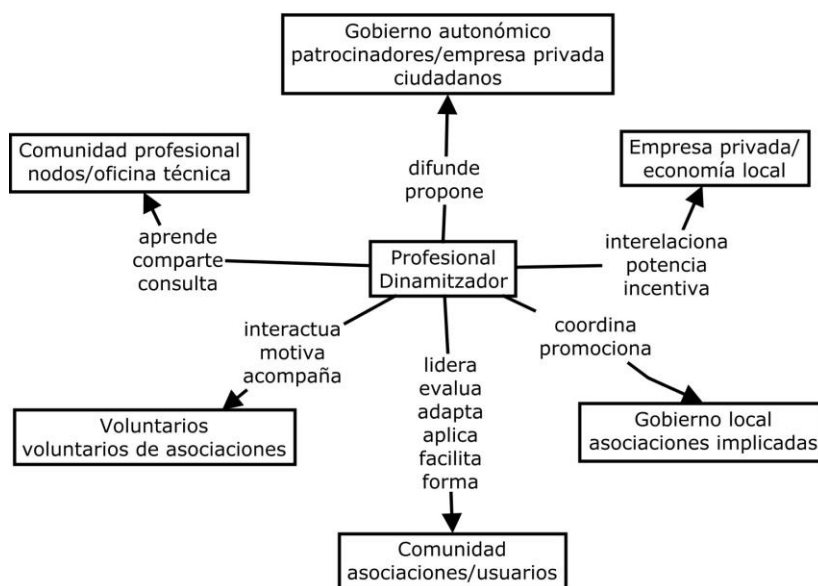 Gobierno autonómico
patrocinadores/empresa privada
ciudadanos
Comunidad profesional
nodos/oficina técnica
Empresa privada/
economía local
difunde
propone
aprende
comparte
consulta
Profesional
Dinamitzador
interelaciona
potencia
incentiva
interactua
motiva
acompaña
lidera
evalua
adapta
aplica
facilita
forma
coordina
promociona
Voluntarios
voluntarios de asociaciones
Gobierno local
asociaciones implicadas
Comunidad
asociaciones/usuarios